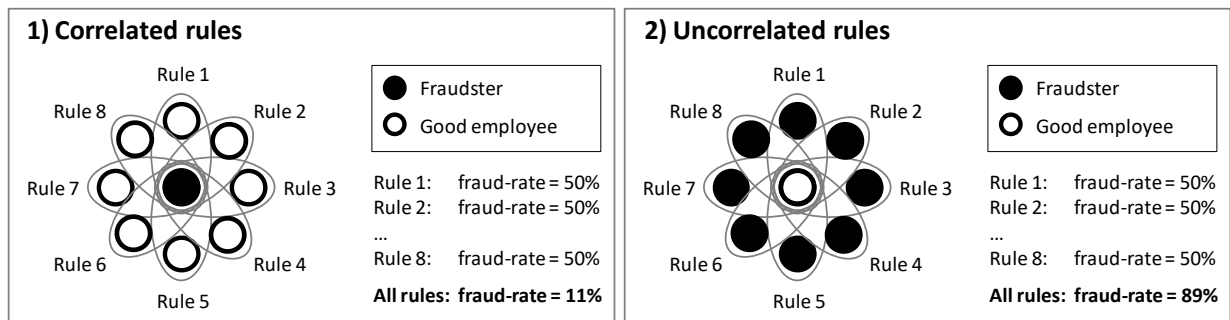 1) Correlated rules
Rule 1
Rule 8
Rule 2
Rule 7
Rule 3
Rule 6
Rule 4
Rule 5
Fraudster
Good employee
Rule 1: fraud-rate = 50%
Rule 2: fraud-rate = 50%
...
Rule 8: fraud-rate = 50%
All rules: fraud-rate = 11%
2) Uncorrelated rules
Rule 1
Rule 8
Rule 2
Rule 7
Rule 3
Rule 6
Rule 4
Rule 5
Fraudster
Good employee
Rule 1: fraud-rate = 50%
Rule 2: fraud-rate = 50%
...
Rule 8: fraud-rate = 50%
All rules: fraud-rate = 89%